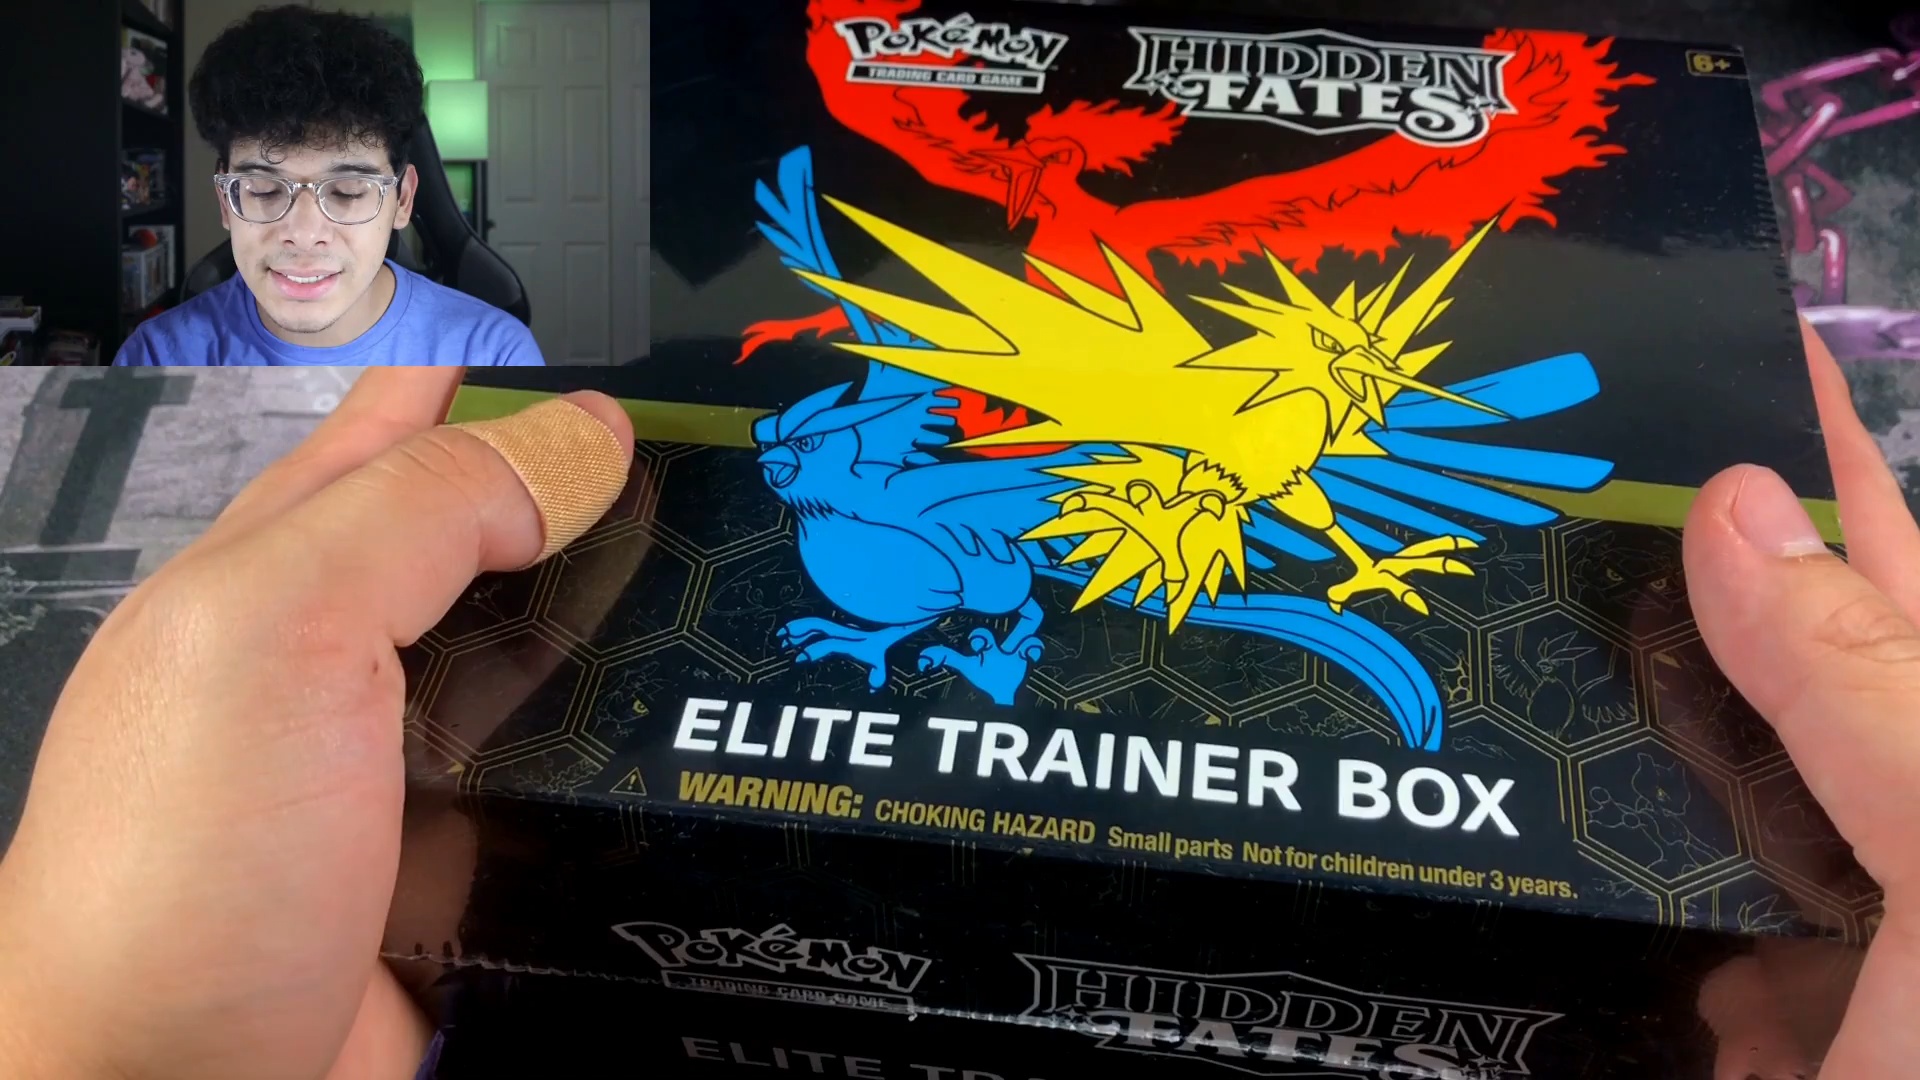 POKéMON
TRADING CARD GAME
HIDDEN
FATES
6+
ELITE TRAINER BOX
WARNING: CHOKING HAZARD Small parts Not for children under 3 years.
POKéMON
TRADING CARD GAME
HIDDEN
FATES
ELITE